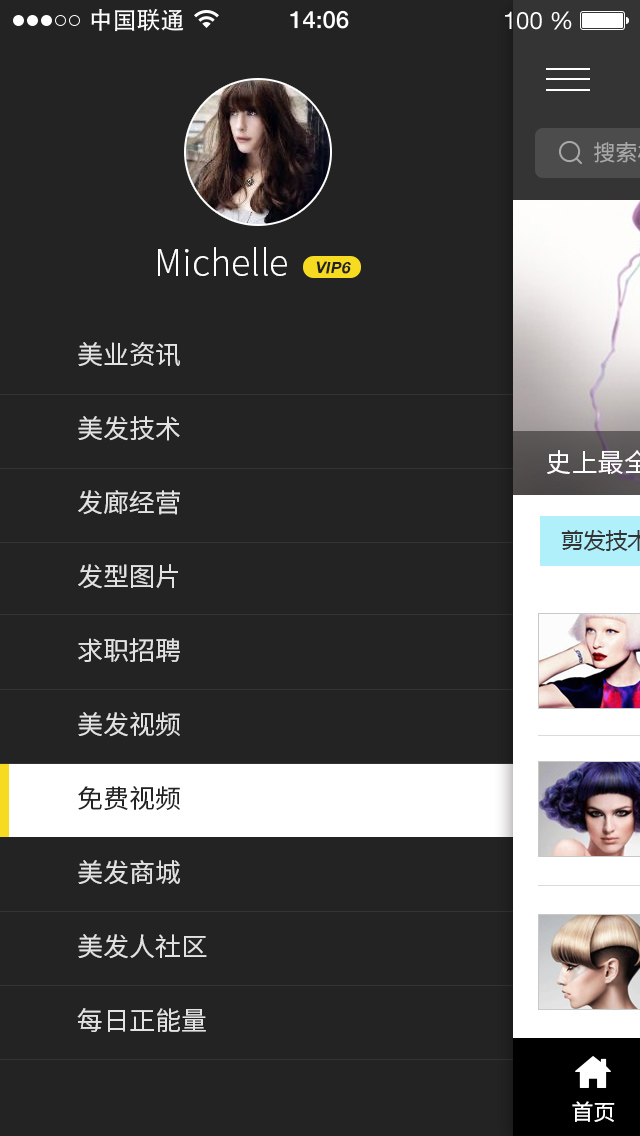 中国联通 14:06 100 %
Michelle VIP6
美业资讯
美发技术
发廊经营
发型图片
求职招聘
美发视频
免费视频
美发商城
美发人社区
每日正能量
搜索
史上最全
剪发技术
首页